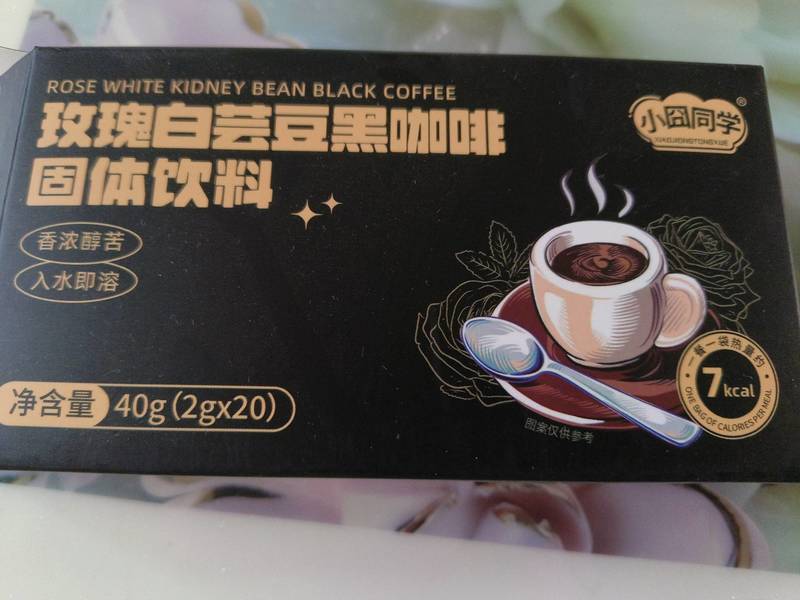 ROSE WHITE KIDNEY BEAN BLACK COFFEE
玫瑰白芸豆黑咖啡
固体饮料
小囧同学®
XIAOJIONGTONGXUE
香浓醇苦
入水即溶
净含量 40g(2gx20)
一餐一袋热量约
7kcal
ONE BAG OF CALORIES PER MEAL
图案仅供参考